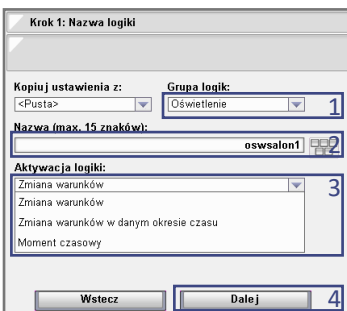 Krok 1: Nazwa logiki
Kopiuj ustawienia z: Grupa logik:
<Pusta> Oświetlenie 1
Nazwa (max. 15 znaków):
oswsalon1 2
Aktywacja logiki:
Zmiana warunków 3
Zmiana warunków
Zmiana warunków w danym okresie czasu
Moment czasowy
Wstecz Dalej 4